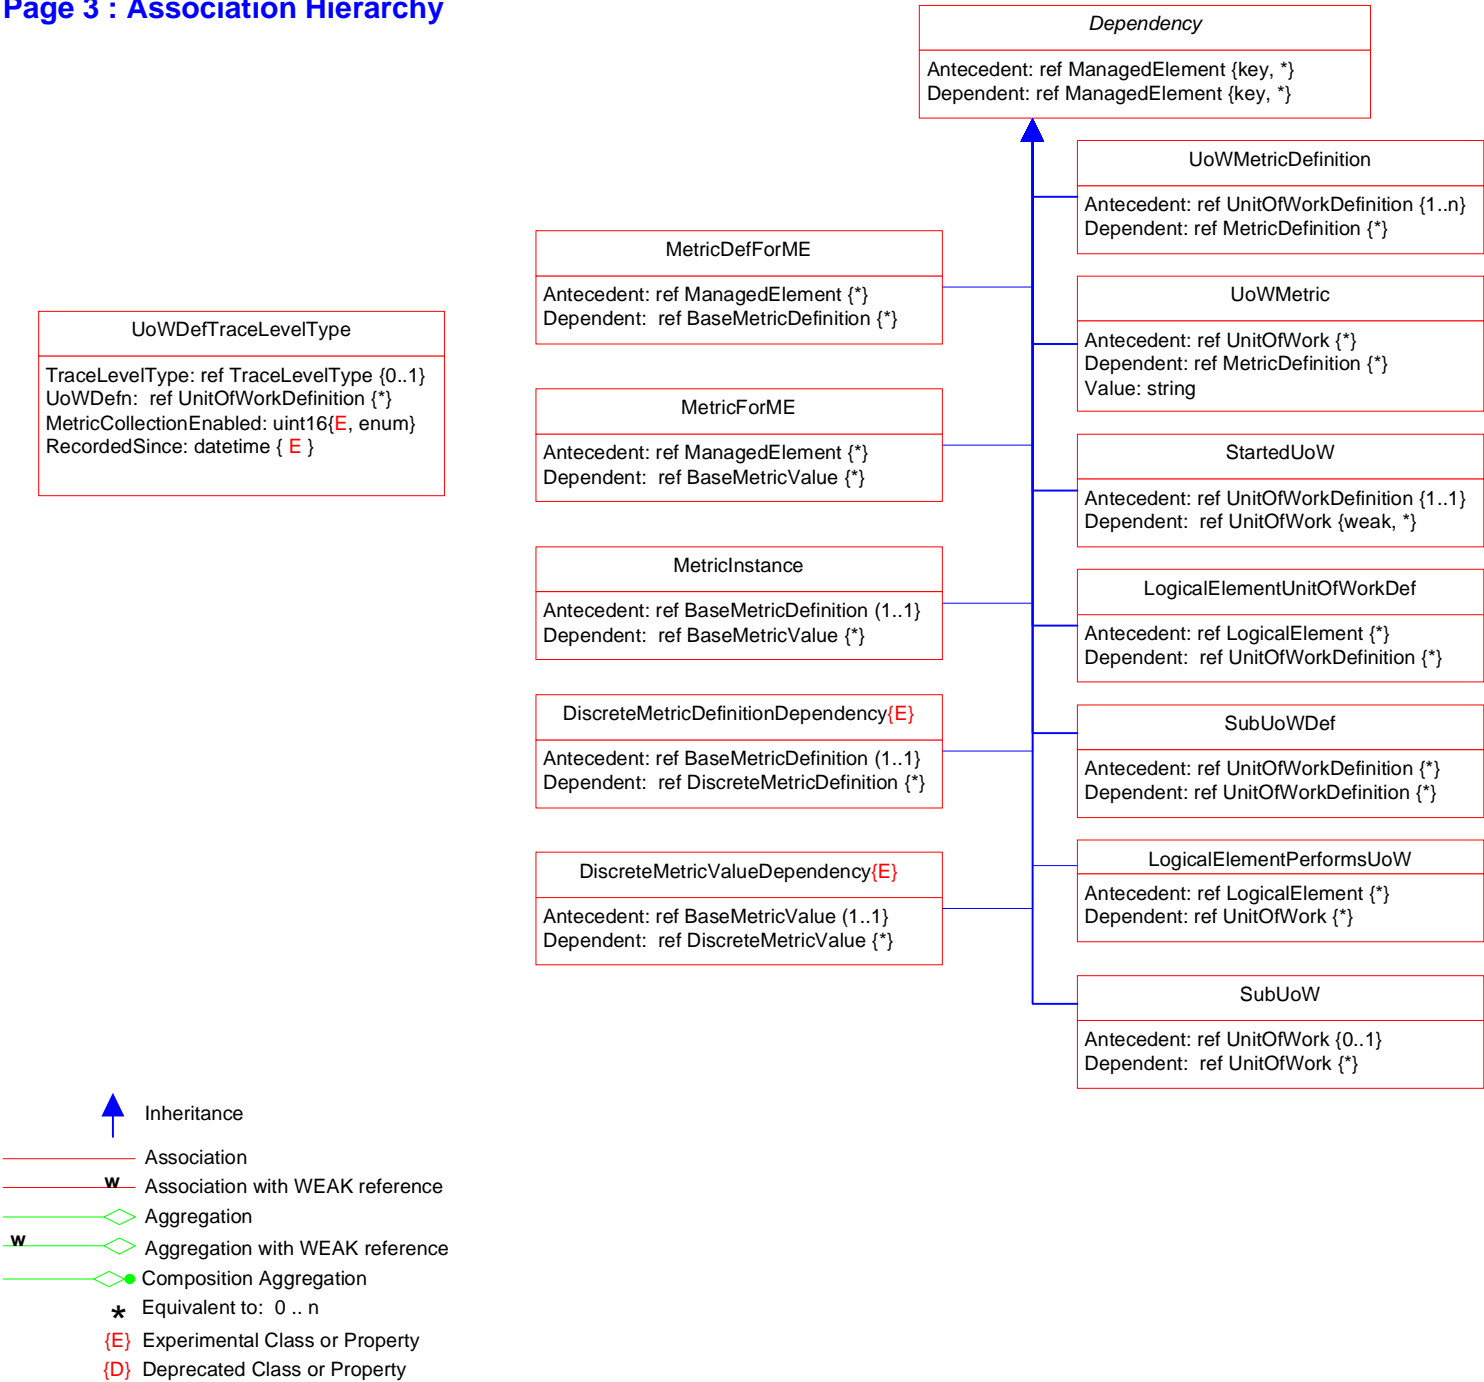 Page 3 : Association Hierarchy
Dependency
Antecedent: ref ManagedElement {key, *}
Dependent: ref ManagedElement {key, *}
UoWMetricDefinition
Antecedent: ref UnitOfWorkDefinition {1..n}
Dependent: ref MetricDefinition {*}
MetricDefForME
Antecedent: ref ManagedElement {*}
Dependent:  ref BaseMetricDefinition {*}
UoWMetric
Antecedent: ref UnitOfWork {*}
Dependent: ref MetricDefinition {*}
Value: string
UoWDefTraceLevelType
TraceLevelType: ref TraceLevelType {0..1}
UoWDefn:  ref UnitOfWorkDefinition {*}
MetricCollectionEnabled: uint16{E, enum}
RecordedSince: datetime { E }
MetricForME
Antecedent: ref ManagedElement {*}
Dependent:  ref BaseMetricValue {*}
StartedUoW
Antecedent: ref UnitOfWorkDefinition {1..1}
Dependent:  ref UnitOfWork {weak, *}
MetricInstance
Antecedent: ref BaseMetricDefinition (1..1}
Dependent:  ref BaseMetricValue {*}
LogicalElementUnitOfWorkDef
Antecedent: ref LogicalElement {*}
Dependent:  ref UnitOfWorkDefinition {*}
DiscreteMetricDefinitionDependency{E}
Antecedent: ref BaseMetricDefinition (1..1}
Dependent:  ref DiscreteMetricDefinition {*}
SubUoWDef
Antecedent: ref UnitOfWorkDefinition {*}
Dependent: ref UnitOfWorkDefinition {*}
DiscreteMetricValueDependency{E}
Antecedent: ref BaseMetricValue (1..1}
Dependent:  ref DiscreteMetricValue {*}
LogicalElementPerformsUoW
Antecedent: ref LogicalElement {*}
Dependent: ref UnitOfWork {*}
SubUoW
Antecedent: ref UnitOfWork {0..1}
Dependent:  ref UnitOfWork {*}
Inheritance
Association
w Association with WEAK reference
Aggregation
w Aggregation with WEAK reference
Composition Aggregation
* Equivalent to:  0 .. n
{E} Experimental Class or Property
{D} Deprecated Class or Property